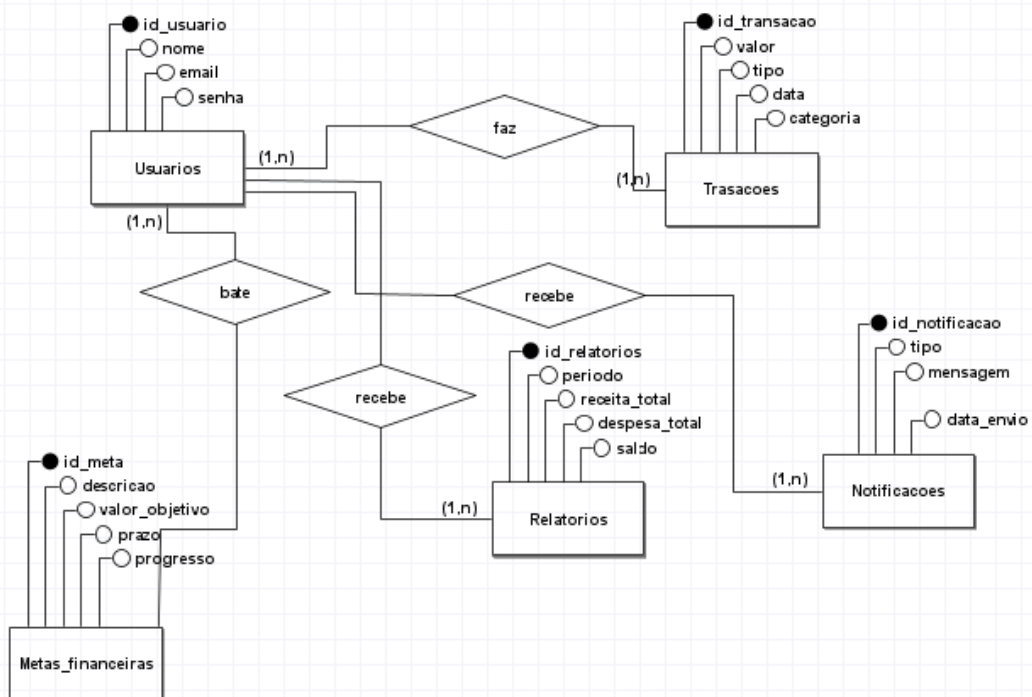 id_usuario
nome
email
senha
Usuarios
(1,n)
faz
(1,n)
id_transacao
valor
tipo
data
categoria
Trasacoes
(1,n)
bate
recebe
recebe
id_relatorios
periodo
receita_total
despesa_total
saldo
(1,n)
Relatorios
id_notificacao
tipo
mensagem
data_envio
(1,n)
Notificacoes
id_meta
descricao
valor_objetivo
prazo
progresso
Metas_financeiras